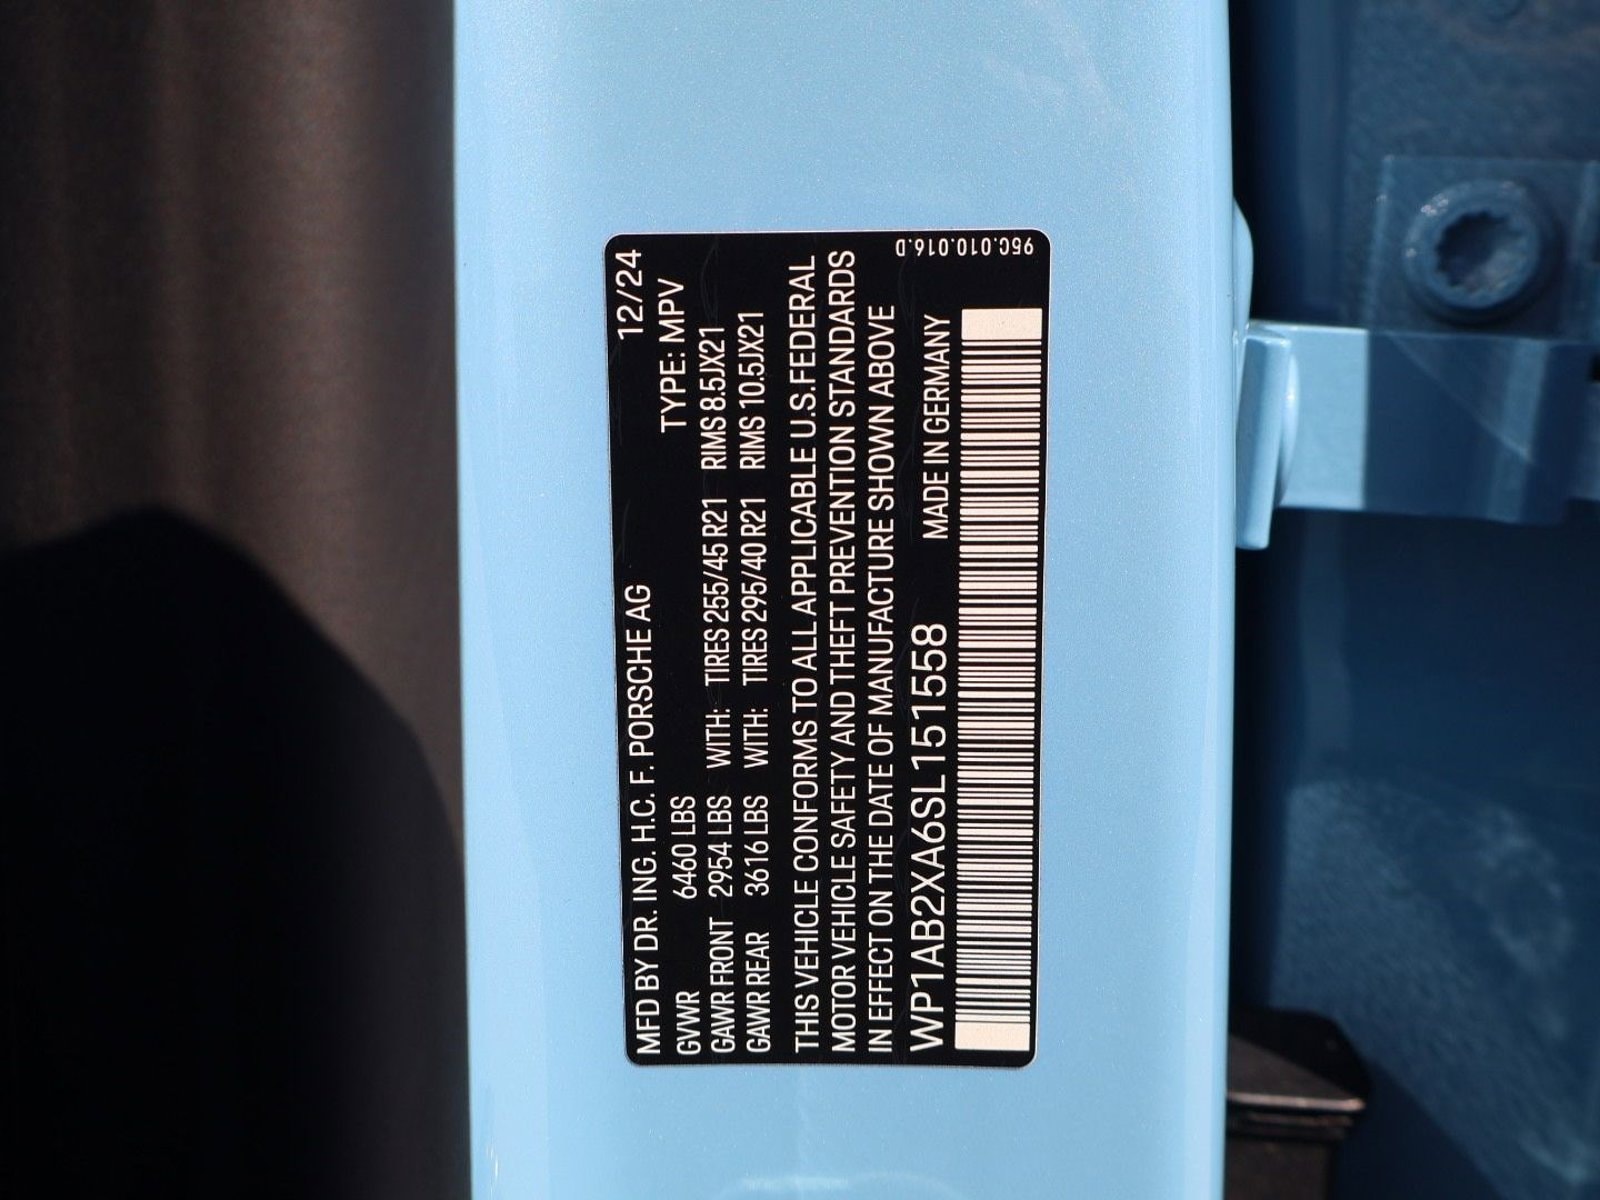 MFD BY DR. ING. H.C. F. PORSCHE AG 12/24
GVWR 6460 LBS TYPE: MPV
GAWR FRONT 2954 LBS WITH: TIRES 255/45 R21 RIMS 8.5JX21
GAWR REAR 3616 LBS WITH: TIRES 295/40 R21 RIMS 10.5JX21
THIS VEHICLE CONFORMS TO ALL APPLICABLE U.S. FEDERAL
MOTOR VEHICLE SAFETY AND THEFT PREVENTION STANDARDS
IN EFFECT ON THE DATE OF MANUFACTURE SHOWN ABOVE
WP1AB2XA6SL151558 MADE IN GERMANY
95C.010.016.D